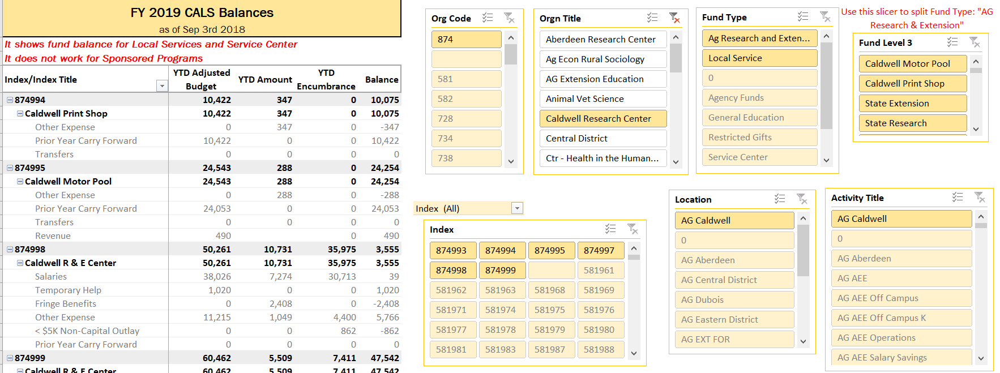 FY 2019 CALS Balances
as of Sep 3rd 2018
It shows fund balance for Local Services and Service Center
It does not work for Sponsored Programs
Index/Index Title YTD Adjusted Budget YTD Amount YTD Encumbrance Balance
874994 10,422 347 0 10,075
Caldwell Print Shop 10,422 347 0 10,075
Other Expense 0 347 0 -347
Prior Year Carry Forward 10,422 0 0 10,422
Transfers 0 0 0 0
874995 24,543 288 0 24,254
Caldwell Motor Pool 24,543 288 0 24,254
Other Expense 0 288 0 -288
Prior Year Carry Forward 24,053 0 0 24,053
Transfers 0 0 0 0
Revenue 490 0 490
874998 50,261 10,731 35,975 3,555
Caldwell R & E Center 50,261 10,731 35,975 3,555
Salaries 38,026 7,274 30,713 39
Temporary Help 1,020 0 0 1,020
Fringe Benefits 0 2,408 0 -2,408
Other Expense 11,215 1,049 4,400 5,766
< $5K Non-Capital Outlay 0 0 862 -862
Prior Year Carry Forward 0 0 0 0
874999 60,462 5,509 7,411 47,542
Caldwell R & E Center 60,462 5,509 7,411 47,542
Org Code
874
581
582
728
734
738
Orgn Title
Aberdeen Research Center
Ag Econ Rural Sociology
AG Extension Education
Animal Vet Science
Caldwell Research Center
Central District
Ctr - Health in the Human...
Fund Type
Ag Research and Exten...
Local Service
0
Agency Funds
General Education
Restricted Gifts
Service Center
Use this slicer to split Fund Type: "AG
Research & Extension"
Fund Level 3
Caldwell Motor Pool
Caldwell Print Shop
State Extension
State Research
Index (All)
Index
874993 874994 874995 874997
874998 874999 581961
581962 581963 581968 581969
581971 581974 581975 581976
581977 581978 581979 581980
581981 581983 581987 581988
Location
AG Caldwell
0
AG Aberdeen
AG Central District
AG Dubois
AG Eastern District
AG EXT FOR
Activity Title
AG Caldwell
0
AG Aberdeen
AG AEE
AG AEE Off Campus
AG AEE Off Campus K
AG AEE Operations
AG AEE Salary Savings